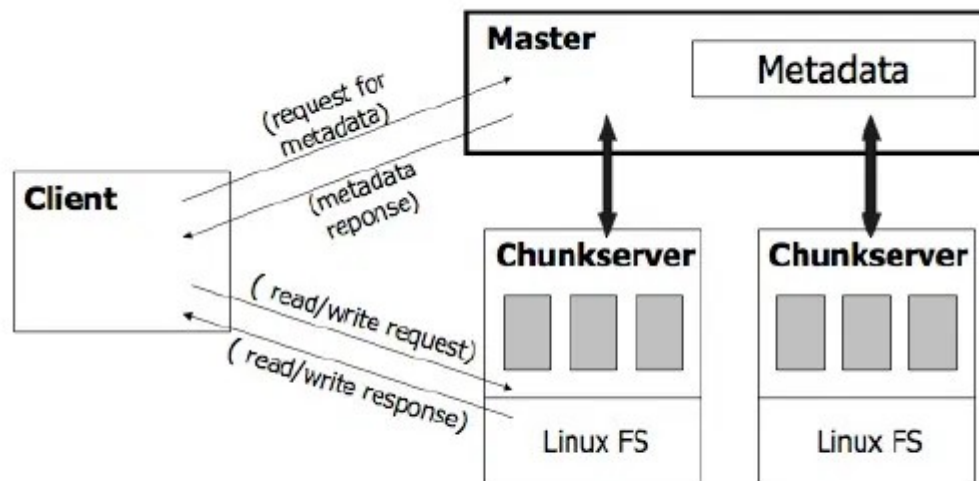 Master
Metadata
(request for
metadata)
(metadata
reponse)
Client
Chunkserver
Chunkserver
( read/write request)
( read/write response)
Linux FS
Linux FS